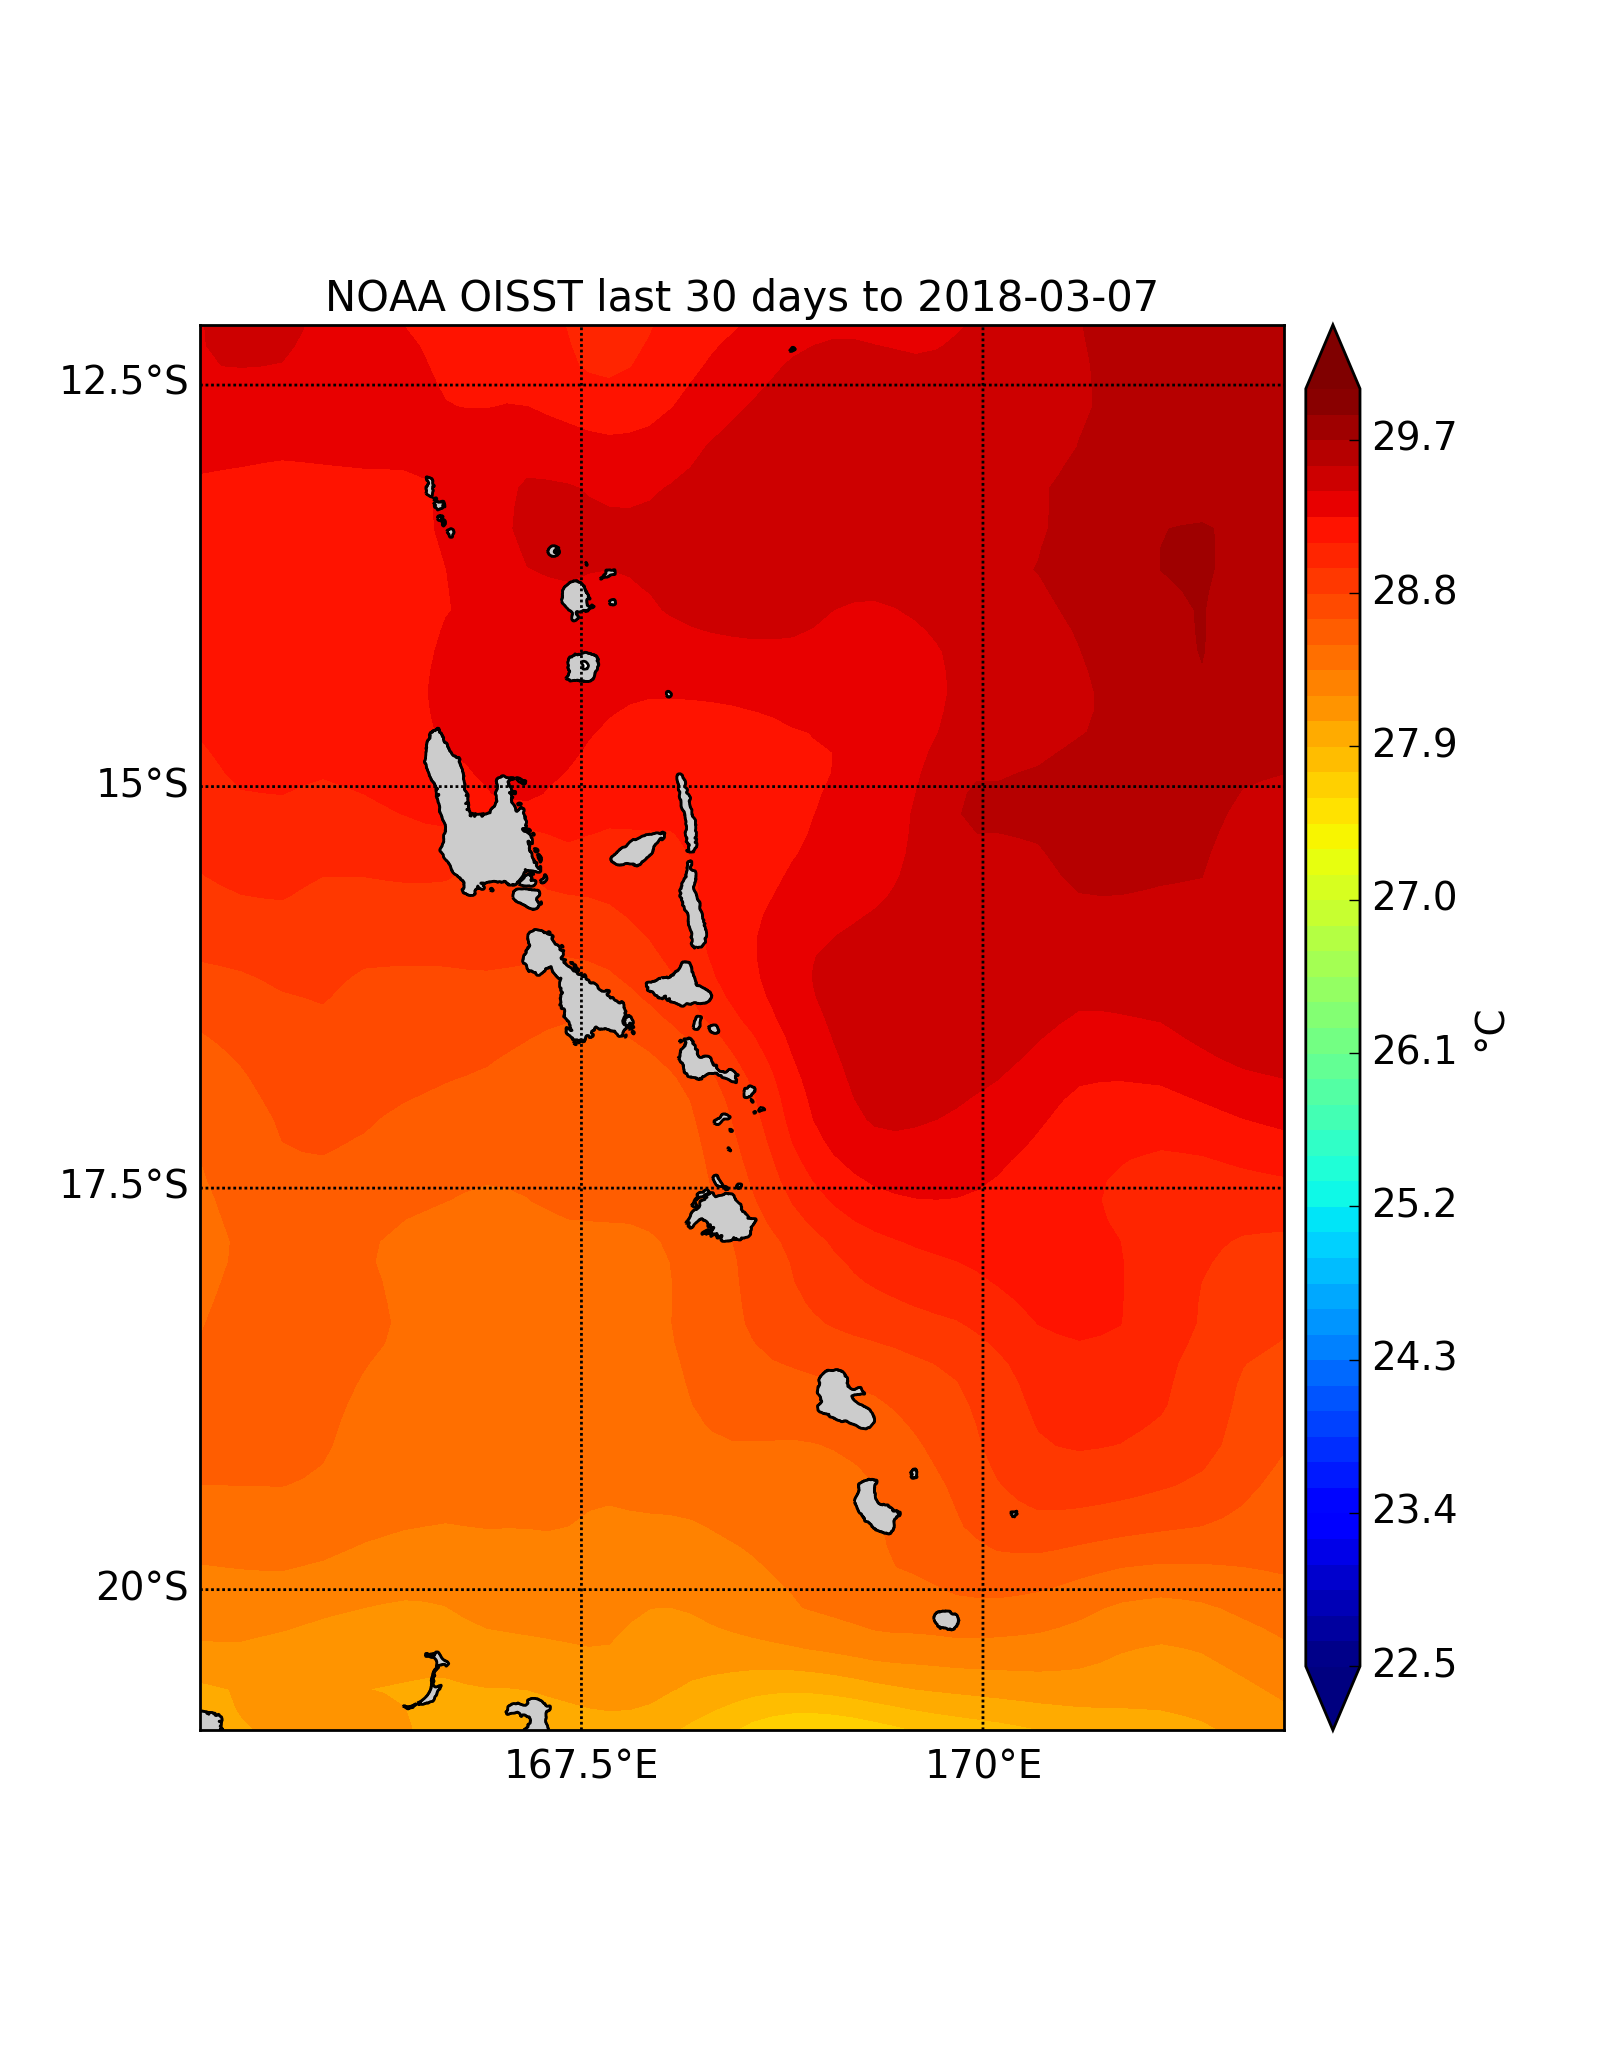 NOAA OISST last 30 days to 2018-03-07
12.5°S
15°S
17.5°S
20°S
167.5°E
170°E
29.7
28.8
27.9
27.0
26.1
25.2
24.3
23.4
22.5
°C